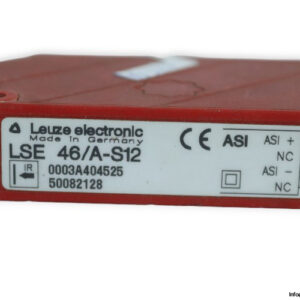 Leuze electronic
Made in Germany
LSE 46/A-S12
IR
0003A404525
50082128
CE ASI
ASI +
NC
ASI -
NC